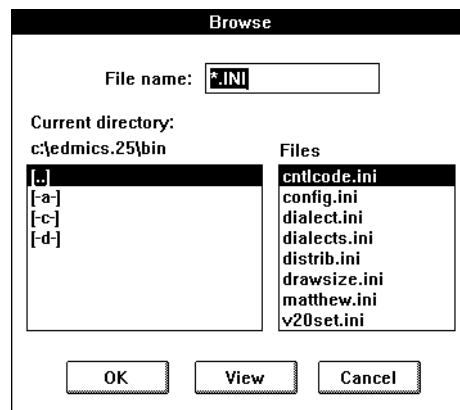 Browse
File name: *.INI
Current directory:
c:\edmics.25\bin
Files
[..]
[-a-]
[-c-]
[-d-]
cntlcode.ini
config.ini
dialect.ini
dialects.ini
distrib.ini
drawsize.ini
matthew.ini
v20set.ini
OK
View
Cancel